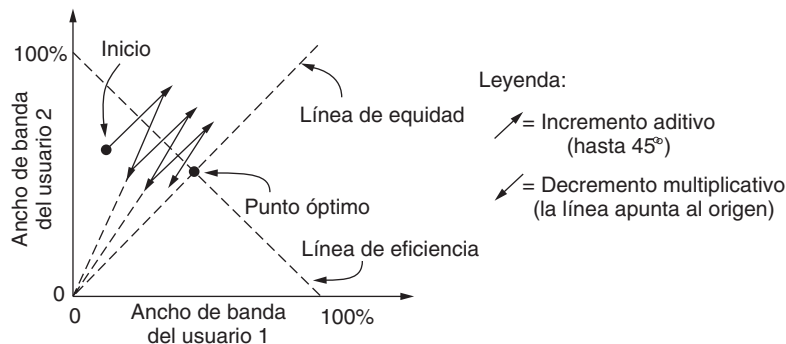 100%
Inicio
Línea de equidad
Ancho de banda
del usuario 2
Punto óptimo
Línea de eficiencia
0
0
Ancho de banda
del usuario 1
100%
Leyenda:
= Incremento aditivo
(hasta 45°)
= Decremento multiplicativo
(la línea apunta al origen)